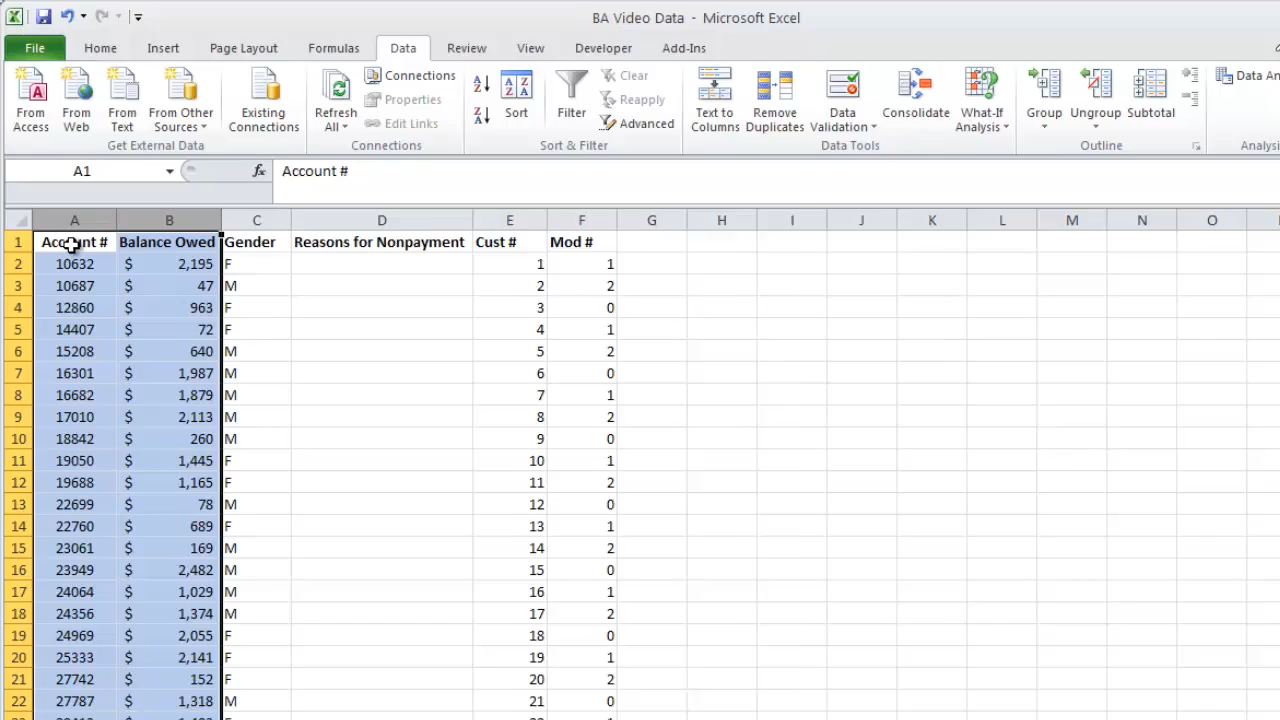 BA Video Data - Microsoft Excel
File Home Insert Page Layout Formulas Data Review View Developer Add-Ins
From Access From Web From Text From Other Sources Existing Connections Refresh All Connections Properties Edit Links Sort Filter Clear Reapply Advanced Text to Columns Remove Duplicates Data Validation Consolidate What-If Analysis Group Ungroup Subtotal Data An
Get External Data Connections Sort & Filter Data Tools Outline Analysi
A1 fx Account #
A B C D E F G H I J K L M N O
1 Account # Balance Owed Gender Reasons for Nonpayment Cust # Mod #
2 10632 $ 2,195 F 1 1
3 10687 $ 47 M 2 2
4 12860 $ 963 F 3 0
5 14407 $ 72 F 4 1
6 15208 $ 640 M 5 2
7 16301 $ 1,987 M 6 0
8 16682 $ 1,879 M 7 1
9 17010 $ 2,113 M 8 2
10 18842 $ 260 M 9 0
11 19050 $ 1,445 F 10 1
12 19688 $ 1,165 F 11 2
13 22699 $ 78 M 12 0
14 22760 $ 689 F 13 1
15 23061 $ 169 M 14 2
16 23949 $ 2,482 M 15 0
17 24064 $ 1,029 M 16 1
18 24356 $ 1,374 M 17 2
19 24969 $ 2,055 F 18 0
20 25333 $ 2,141 F 19 1
21 27742 $ 152 F 20 2
22 27787 $ 1,318 M 21 0